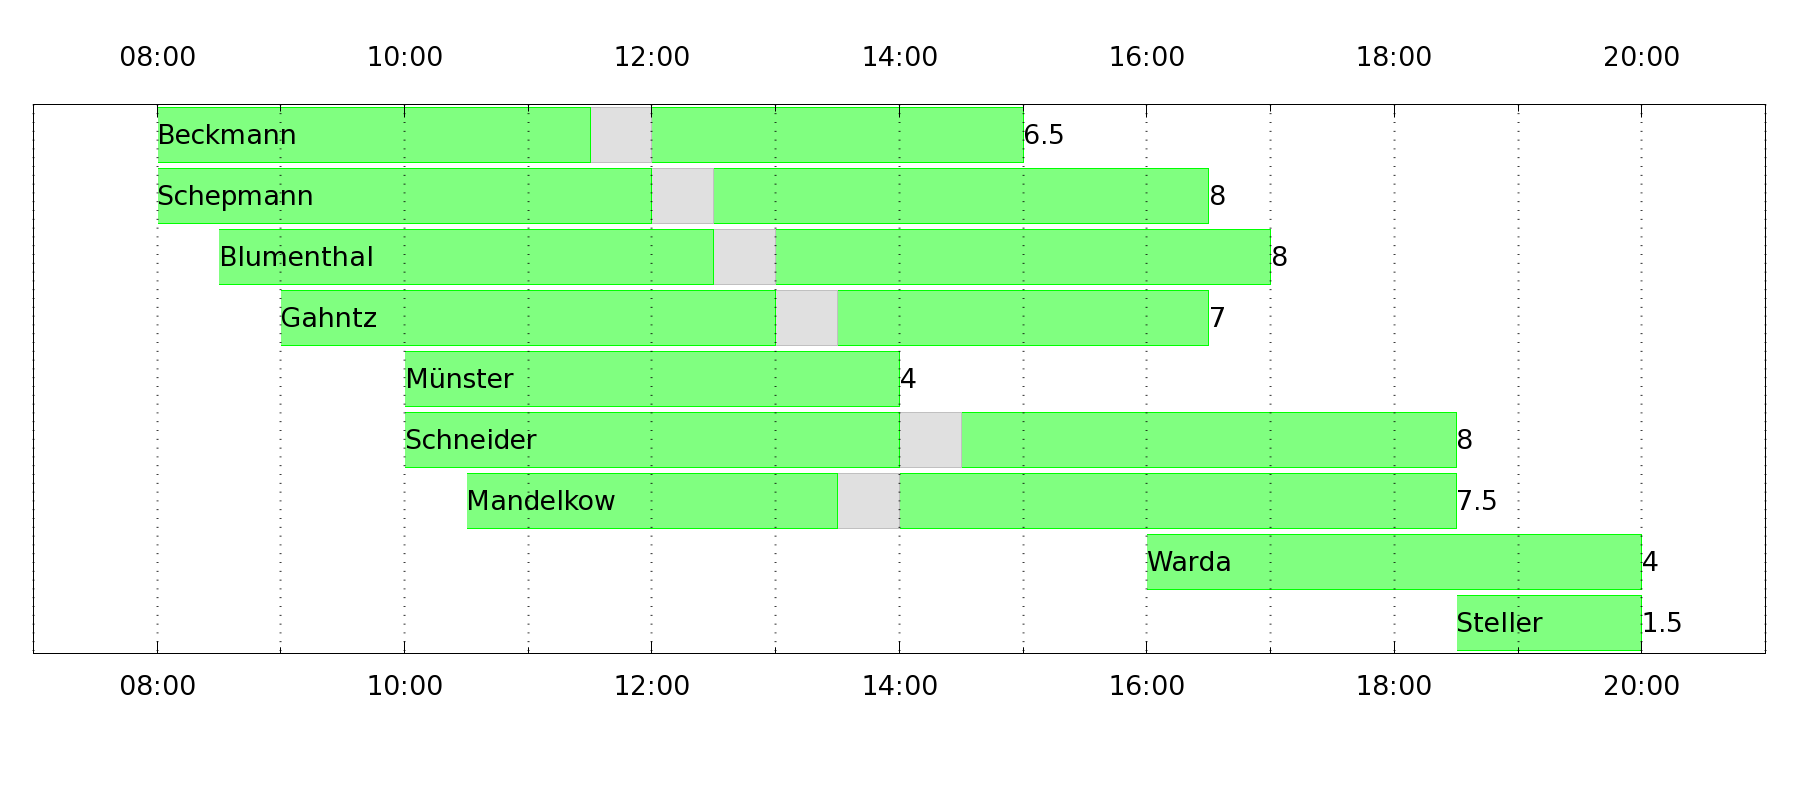 08:00 10:00 12:00 14:00 16:00 18:00 20:00
Beckmann 6.5
Schepmann 8
Blumenthal 8
Gahntz 7
Münster 4
Schneider 8
Mandelkow 7.5
Warda 4
Steller 1.5
08:00 10:00 12:00 14:00 16:00 18:00 20:00